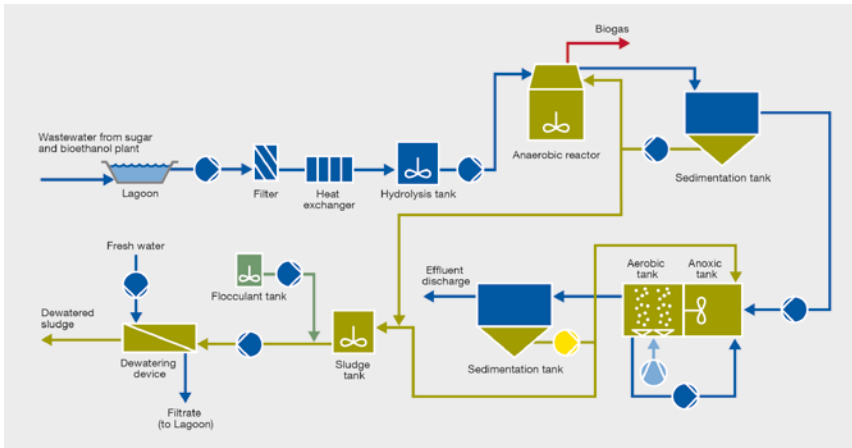 Biogas
Wastewater from sugar
and bioethanol plant
Lagoon
Filter
Heat
exchanger
Hydrolysis tank
Anaerobic reactor
Sedimentation tank
Fresh water
Flocculant tank
Effluent
discharge
Aerobic
tank
Anoxic
tank
Dewatered
sludge
Dewatering
device
Sludge
tank
Sedimentation tank
Filtrate
(to Lagoon)